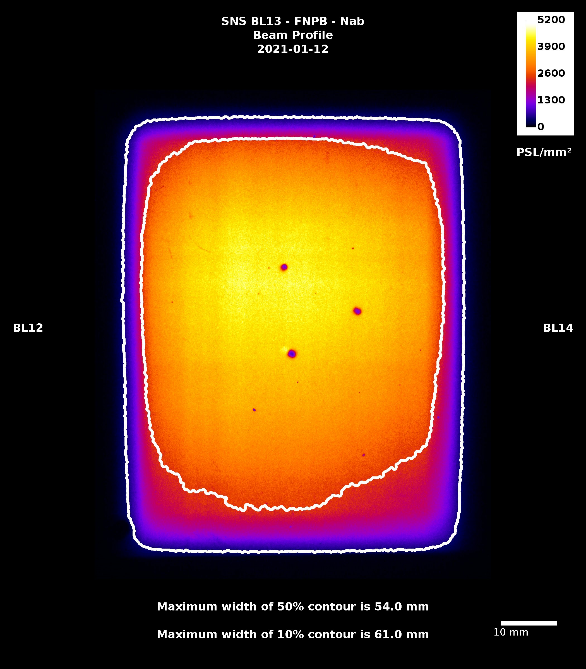 SNS BL13 - FNPB - Nab
Beam Profile
2021-01-12
5200
3900
2600
1300
0
PSL/mm²
BL12
BL14
Maximum width of 50% contour is 54.0 mm
Maximum width of 10% contour is 61.0 mm
10 mm